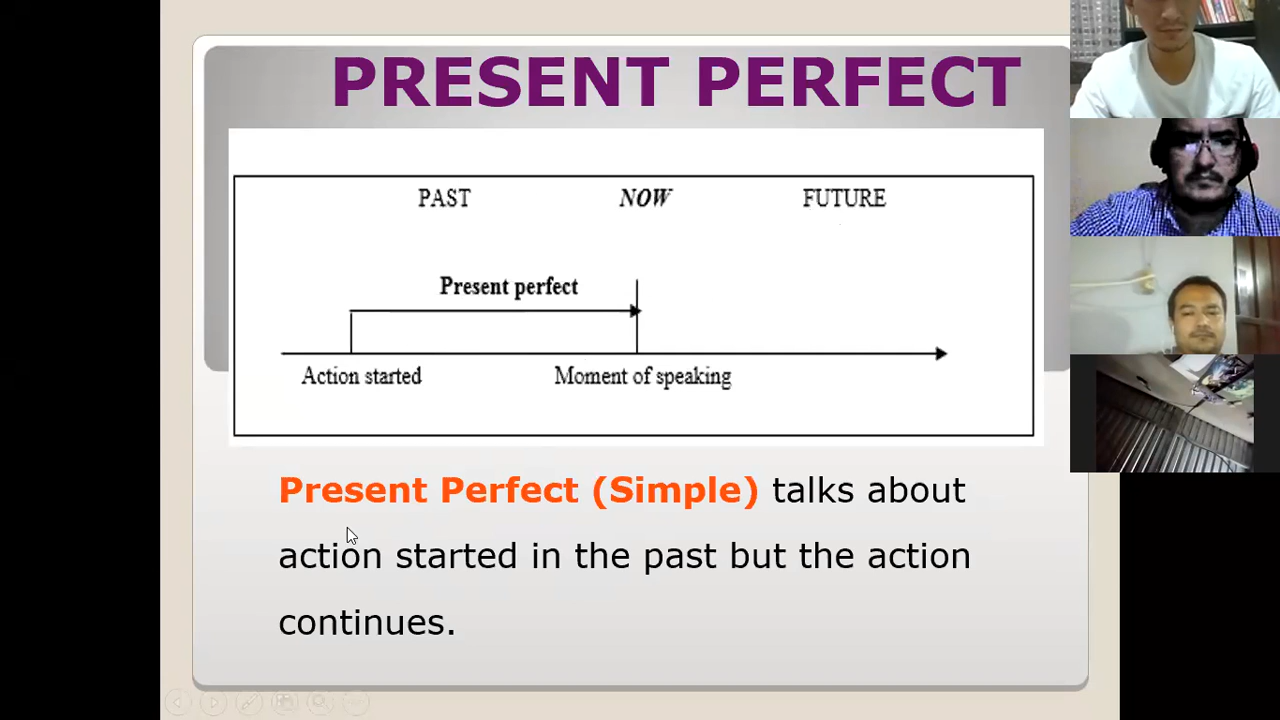 PRESENT PERFECT
PAST NOW FUTURE
Present perfect
Action started Moment of speaking
Present Perfect (Simple) talks about
action started in the past but the action
continues.